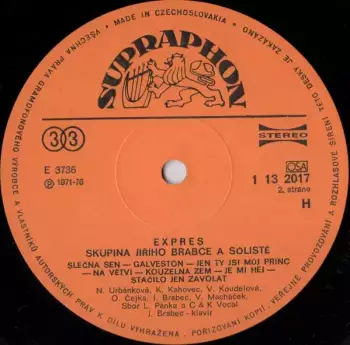 MADE IN CZECHOSLOVAKIA
VŠECHNA PRÁVA GRAMOFONOVÉHO VÝROBCE A VLASTNÍKŮ AUTORSKÝCH PRÁV K DÍLU VYHRAŽENA. POŘIZOVÁNÍ KOPIÍ, VEŘEJNÉ PROVOZOVÁNÍ A ROZHLASOVÉ ŠÍŘENÍ TÉTO DESKY JE ZAKÁZÁNO
SUPRAPHON
33
STEREO
E 3736
OSA
℗ 1971-76
1 13 2017
2. strana
H
EXPRES
SKUPINA JIŘÍHO BRABCE A SOLISTÉ
SLEČNA SEN — GALVESTON — JEN TY JSI MŮJ PRINC
— NA VĚTVI — KOUZELNÁ ZEM — JE MI HEJ —
STAČILO JEN ZAVOLAT
N. Urbánková, K. Kahovec, V. Koudelová,
O. Čejka, J. Brabec, V. Macháček,
Sbor L. Pánka a C & K Vocal
J. Brabec - klavír